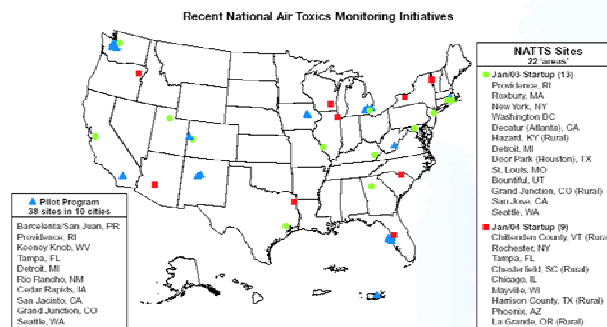 Recent National Air Toxics Monitoring Initiatives
NATTS Sites
22 'areas'
Jan/03 Startup (13)
Providence, RI
Roxbury, MA
New York, NY
Washington DC
Decatur (Atlanta), CA
Hazard, KY (Rural)
Detroit, MI
Deer Park (Houston), TX
St. Louis, MO
Bountiful, UT
Grand Junction, CO (Rural)
San Jose, CA
Seattle, WA
Jan/04 Startup (9)
Chittenden County, VT (Rura
Rochester, NY
Tampa, FL
Chesterfield, SC (Rural)
Chicago, IL
Mayville, WI
Harrison County, TX (Rural)
Phoenix, AZ
La Grande, OR (Rural)
Pilot Program
38 sites in 10 cities
Barcelenta/San Juan, PR
Providence, RI
Keeney Knob, WV
Tampa, FL
Detroit, MI
Rio Rancho, NM
Cedar Rapids, IA
San Jacinto, CA
Grand Junction, CO
Seattle, WA